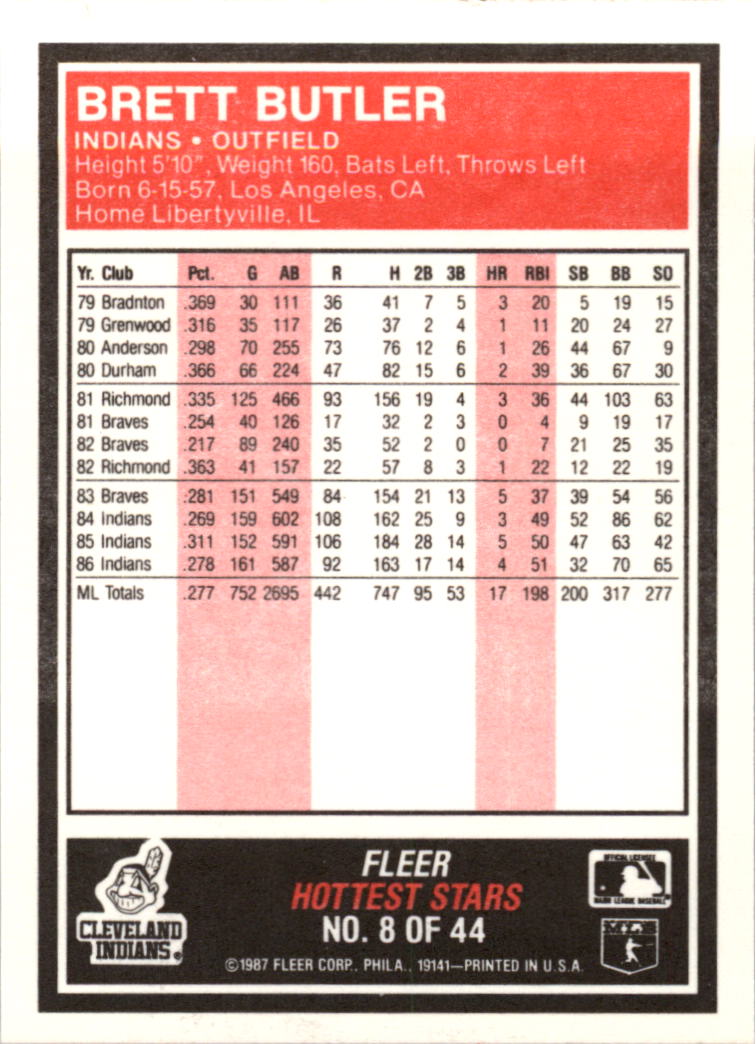 BRETT BUTLER
INDIANS • OUTFIELD
Height 5'10", Weight 160, Bats Left, Throws Left
Born 6-15-57, Los Angeles, CA
Home Libertyville, IL
Yr. Club Pct. G AB R H 2B 3B HR RBI SB BB SO
79 Bradnton .369 30 111 36 41 7 5 3 20 5 19 15
79 Grenwood .316 35 117 26 37 2 4 1 11 20 24 27
80 Anderson .298 70 255 73 76 12 6 1 26 44 67 9
80 Durham .366 66 224 47 82 15 6 2 39 36 67 30
81 Richmond .335 125 466 93 156 19 4 3 36 44 103 63
81 Braves .254 40 126 17 32 2 3 0 4 9 19 17
82 Braves .217 89 240 35 52 2 0 0 7 21 25 35
82 Richmond .363 41 157 22 57 8 3 1 22 12 22 19
83 Braves .281 151 549 84 154 21 13 5 37 39 54 56
84 Indians .269 159 602 108 162 25 9 3 49 52 86 62
85 Indians .311 152 591 106 184 28 14 5 50 47 63 42
86 Indians .278 161 587 92 163 17 14 4 51 32 70 65
ML Totals .277 752 2695 442 747 95 53 17 198 200 317 277
CLEVELAND
INDIANS®
FLEER
HOTTEST STARS
NO. 8 OF 44
©1987 FLEER CORP., PHILA., 19141—PRINTED IN U.S.A.
OFFICIAL LICENSEE
MAJOR LEAGUE BASEBALL